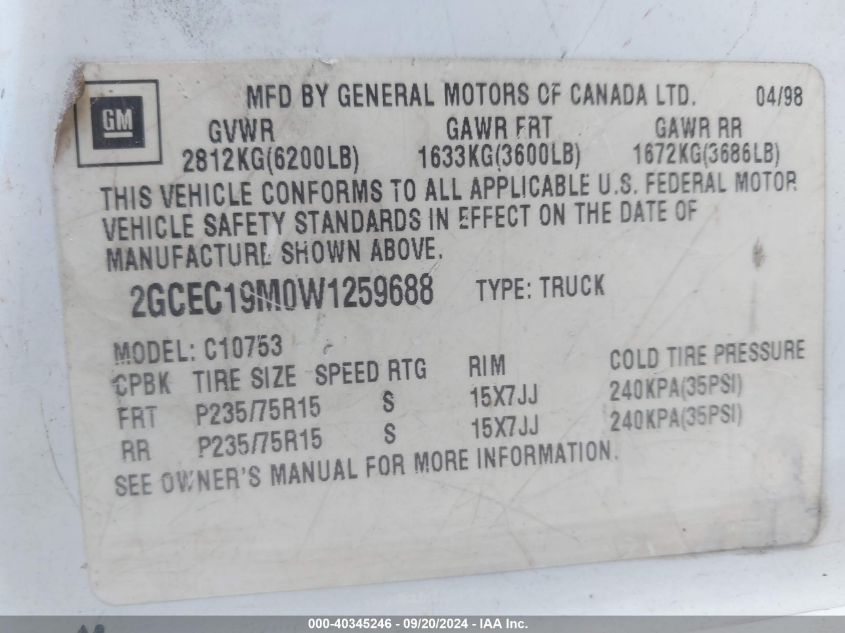 GM
MFD BY GENERAL MOTORS OF CANADA LTD. 04/98
GVWR GAWR FRT GAWR RR
2812KG(6200LB) 1633KG(3600LB) 1672KG(3686LB)
THIS VEHICLE CONFORMS TO ALL APPLICABLE U.S. FEDERAL MOTOR
VEHICLE SAFETY STANDARDS IN EFFECT ON THE DATE OF
MANUFACTURE SHOWN ABOVE.
2GCEC19M0W1259688 TYPE: TRUCK
MODEL: C10753
CPBK TIRE SIZE SPEED RTG RIM COLD TIRE PRESSURE
FRT P235/75R15 S 15X7JJ 240KPA(35PSI)
RR P235/75R15 S 15X7JJ 240KPA(35PSI)
SEE OWNER'S MANUAL FOR MORE INFORMATION.
000-40345246 - 09/20/2024 - IAA Inc.